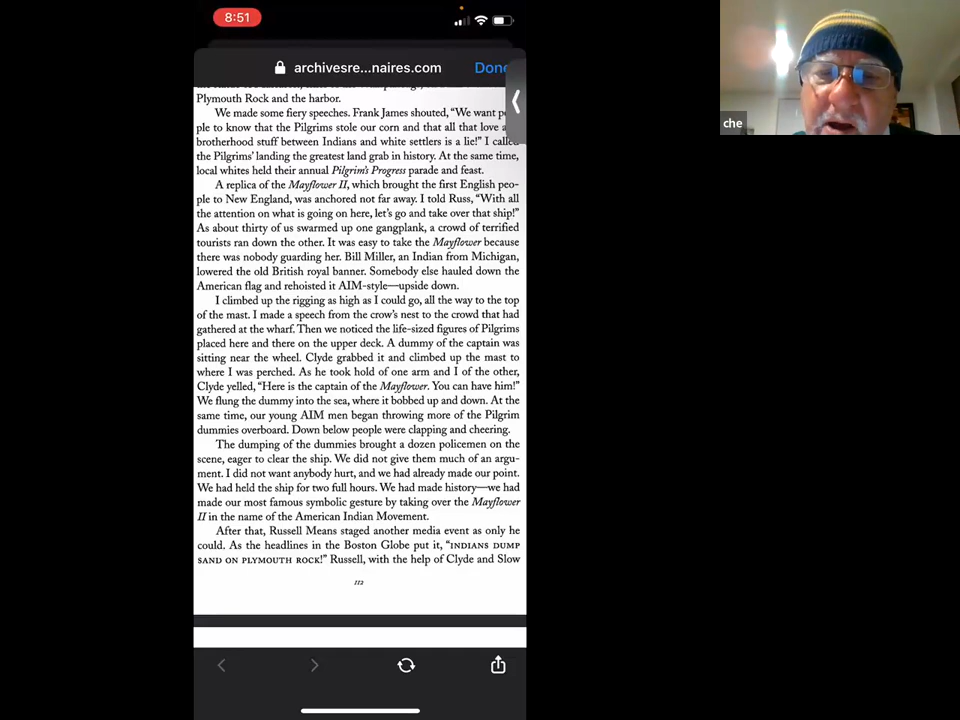 8:51
archivesre...naires.com
Done
Plymouth Rock and the harbor.
We made some fiery speeches. Frank James shouted, “We want
ple to know that the Pilgrims stole our corn and that all that love
brotherhood stuff between Indians and white settlers is a lie!” I called
the Pilgrims’ landing the greatest land grab in history. At the same time,
local whites held their annual Pilgrim’s Progress parade and feast.
A replica of the Mayflower II, which brought the first English peo-
ple to New England, was anchored not far away. I told Russ, “With all
the attention on what is going on here, let’s go and take over that ship!”
As about thirty of us swarmed up one gangplank, a crowd of terrified
tourists ran down the other. It was easy to take the Mayflower because
there was nobody guarding her. Bill Miller, an Indian from Michigan,
lowered the old British royal banner. Somebody else hauled down the
American flag and rehoisted it AIM-style—upside down.
I climbed up the rigging as high as I could go, all the way to the top
of the mast. I made a speech from the crow’s nest to the crowd that had
gathered at the wharf. Then we noticed the life-sized figures of Pilgrims
placed here and there on the upper deck. A dummy of the captain was
sitting near the wheel. Clyde grabbed it and climbed up the mast to
where I was perched. As he took hold of one arm and I of the other,
Clyde yelled, “Here is the captain of the Mayflower. You can have him!”
We flung the dummy into the sea, where it bobbed up and down. At the
same time, our young AIM men began throwing more of the Pilgrim
dummies overboard. Down below people were clapping and cheering.
The dumping of the dummies brought a dozen policemen on the
scene, eager to clear the ship. We did not give them much of an argu-
ment. I did not want anybody hurt, and we had already made our point.
We had held the ship for two full hours. We had made history—we had
made our most famous symbolic gesture by taking over the Mayflower
II in the name of the American Indian Movement.
After that, Russell Means staged another media event as only he
could. As the headlines in the Boston Globe put it, “INDIANS DUMP
SAND ON PLYMOUTH ROCK!” Russell, with the help of Clyde and Slow
112
che